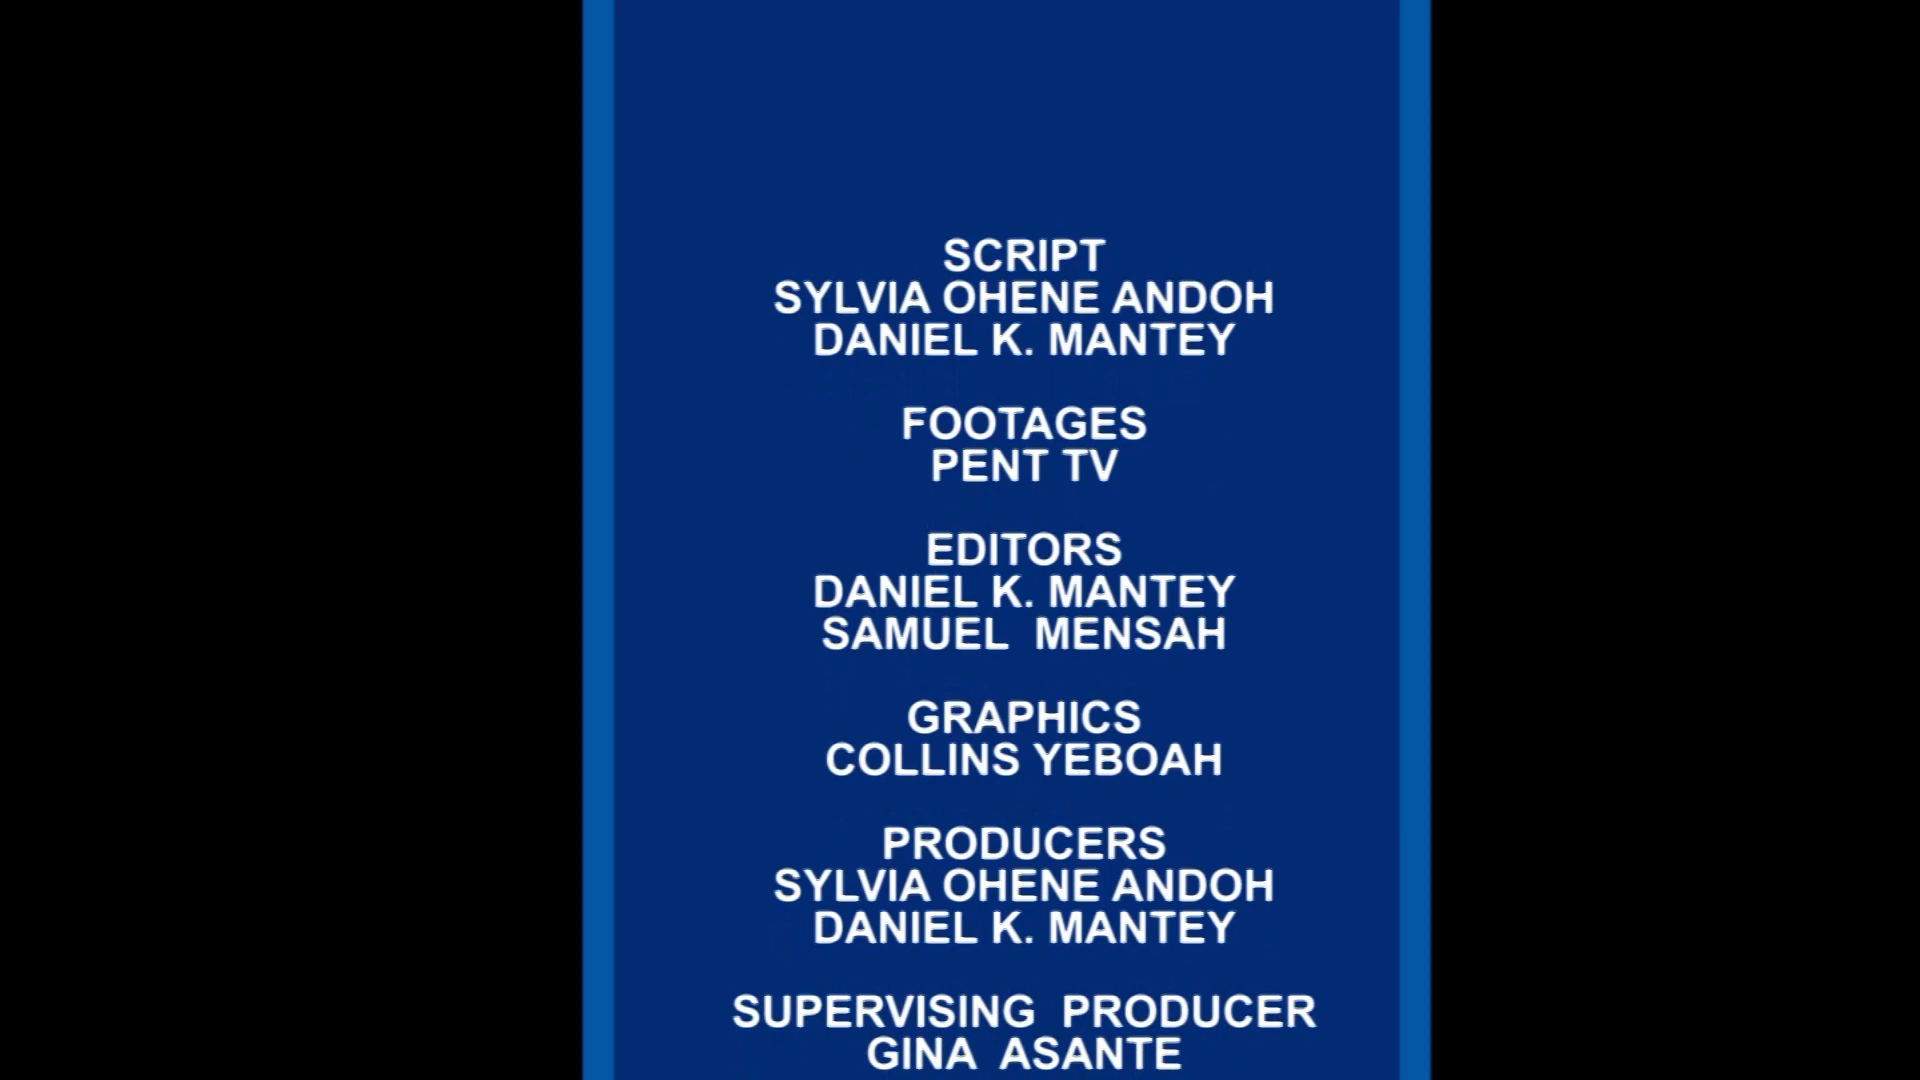 SCRIPT
SYLVIA OHENE ANDOH
DANIEL K. MANTEY
FOOTAGES
PENT TV
EDITORS
DANIEL K. MANTEY
SAMUEL MENSAH
GRAPHICS
COLLINS YEBOAH
PRODUCERS
SYLVIA OHENE ANDOH
DANIEL K. MANTEY
SUPERVISING PRODUCER
GINA ASANTE